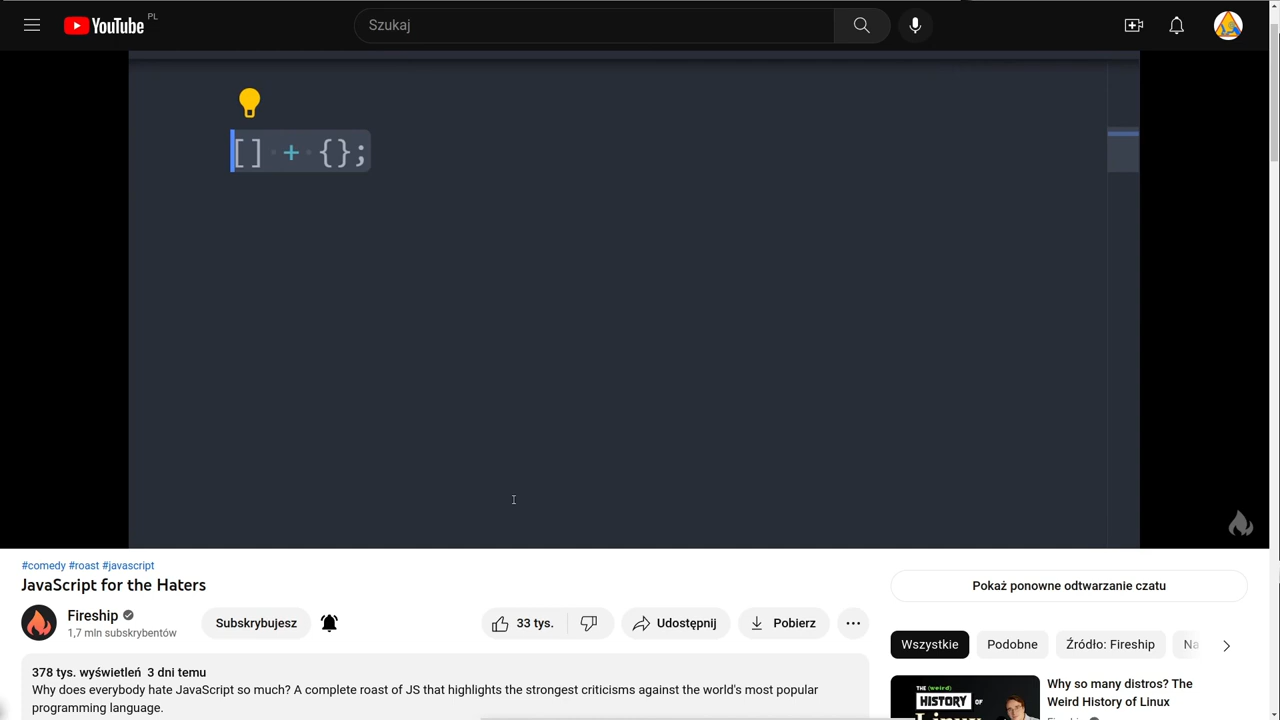 YouTube PL
Szukaj
[] + {};
#comedy #roast #javascript
JavaScript for the Haters
Fireship
1,7 mln subskrybentów
Subskrybujesz
33 tys.
Udostępnij
Pobierz
378 tys. wyświetleń 3 dni temu
Why does everybody hate JavaScript so much? A complete roast of JS that highlights the strongest criticisms against the world's most popular
programming language.
Pokaż ponowne odtwarzanie czatu
Wszystkie
Podobne
Źródło: Fireship
Na
THE (weird)
HISTORY OF
Why so many distros? The
Weird History of Linux